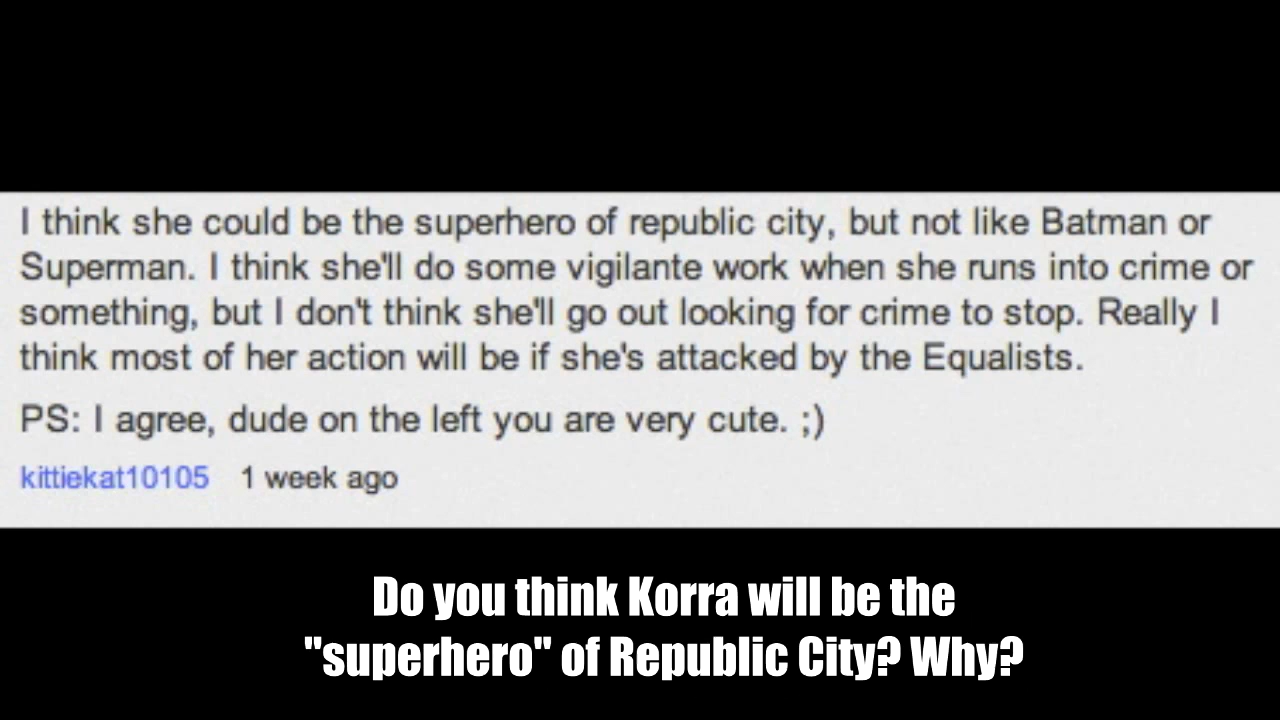 I think she could be the superhero of republic city, but not like Batman or
Superman. I think she'll do some vigilante work when she runs into crime or
something, but I don't think she'll go out looking for crime to stop. Really I
think most of her action will be if she's attacked by the Equalists.
PS: I agree, dude on the left you are very cute. ;)
kittiekat10105 1 week ago
Do you think Korra will be the
"superhero" of Republic City? Why?